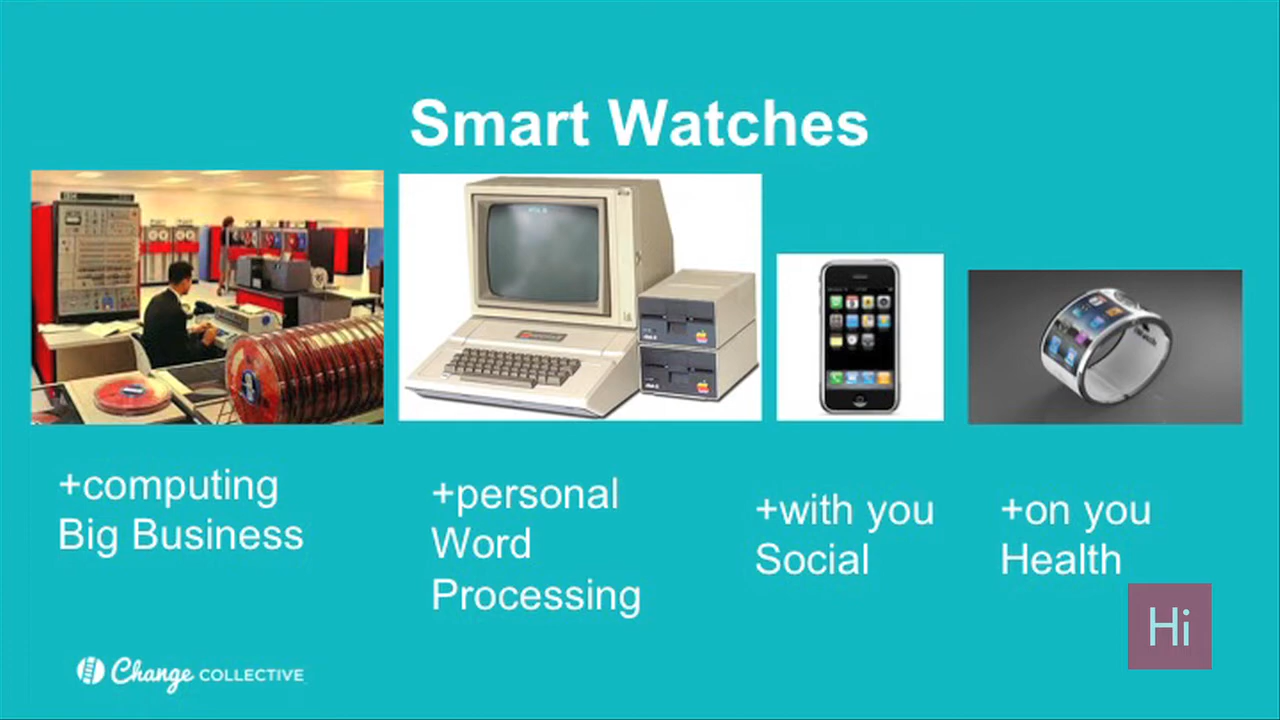 Smart Watches
+computing
Big Business
+personal
Word
Processing
+with you
Social
+on you
Health
Hi
Change COLLECTIVE